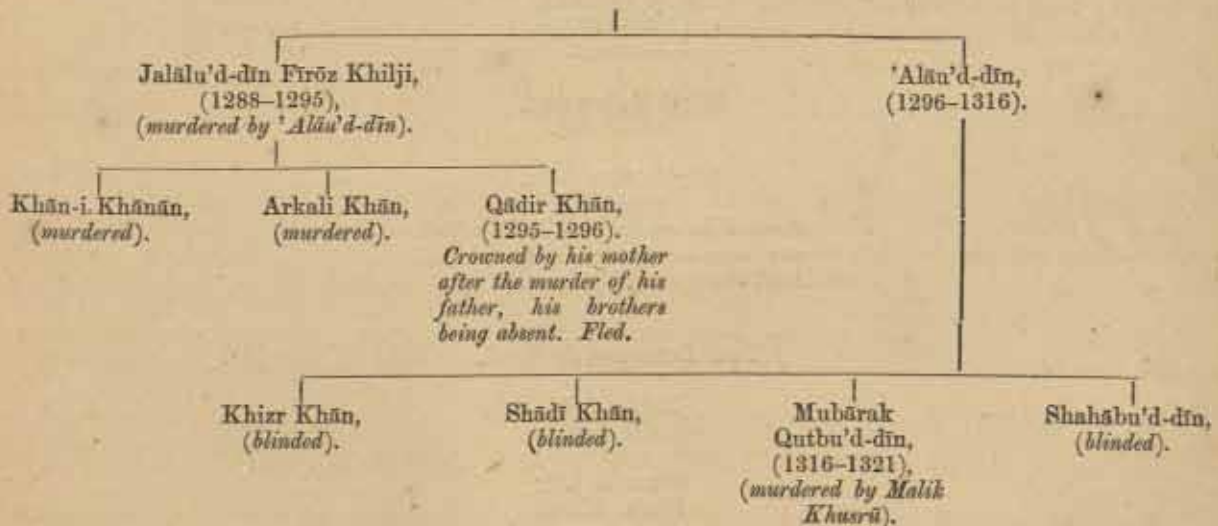 Jalālu'd-dīn Fīrōz Khilji,
(1288–1295),
(murdered by 'Alāu'd-dīn).
'Alāu'd-dīn,
(1296–1316).
Khān-i. Khānān,
(murdered).
Arkali Khān,
(murdered).
Qādir Khān,
(1295–1296).
Crowned by his mother
after the murder of his
father, his brothers
being absent. Fled.
Khizr Khān,
(blinded).
Shādī Khān,
(blinded).
Mubārak
Qutbu'd-dīn,
(1316–1321),
(murdered by Malik
Khusrū).
Shahābu'd-dīn,
(blinded).